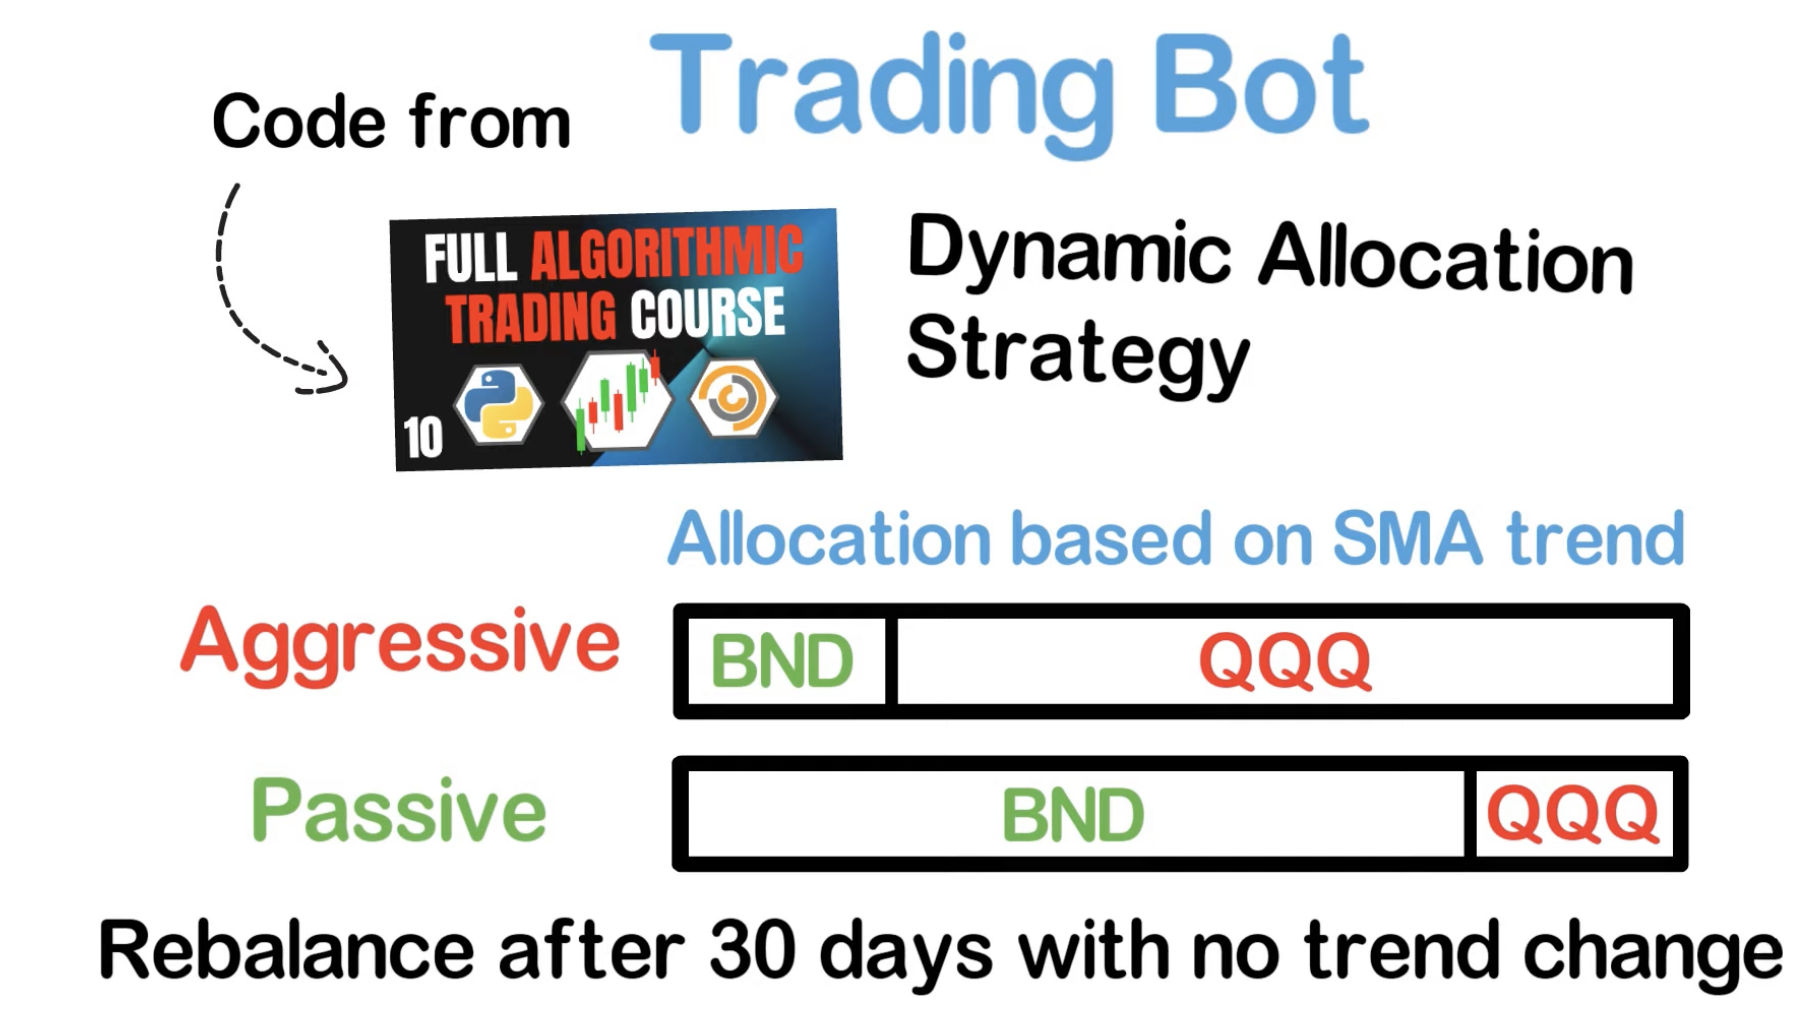 Trading Bot
Code from
FULL ALGORITHMIC
TRADING COURSE
10
Dynamic Allocation
Strategy
Allocation based on SMA trend
Aggressive
BND QQQ
Passive
BND QQQ
Rebalance after 30 days with no trend change